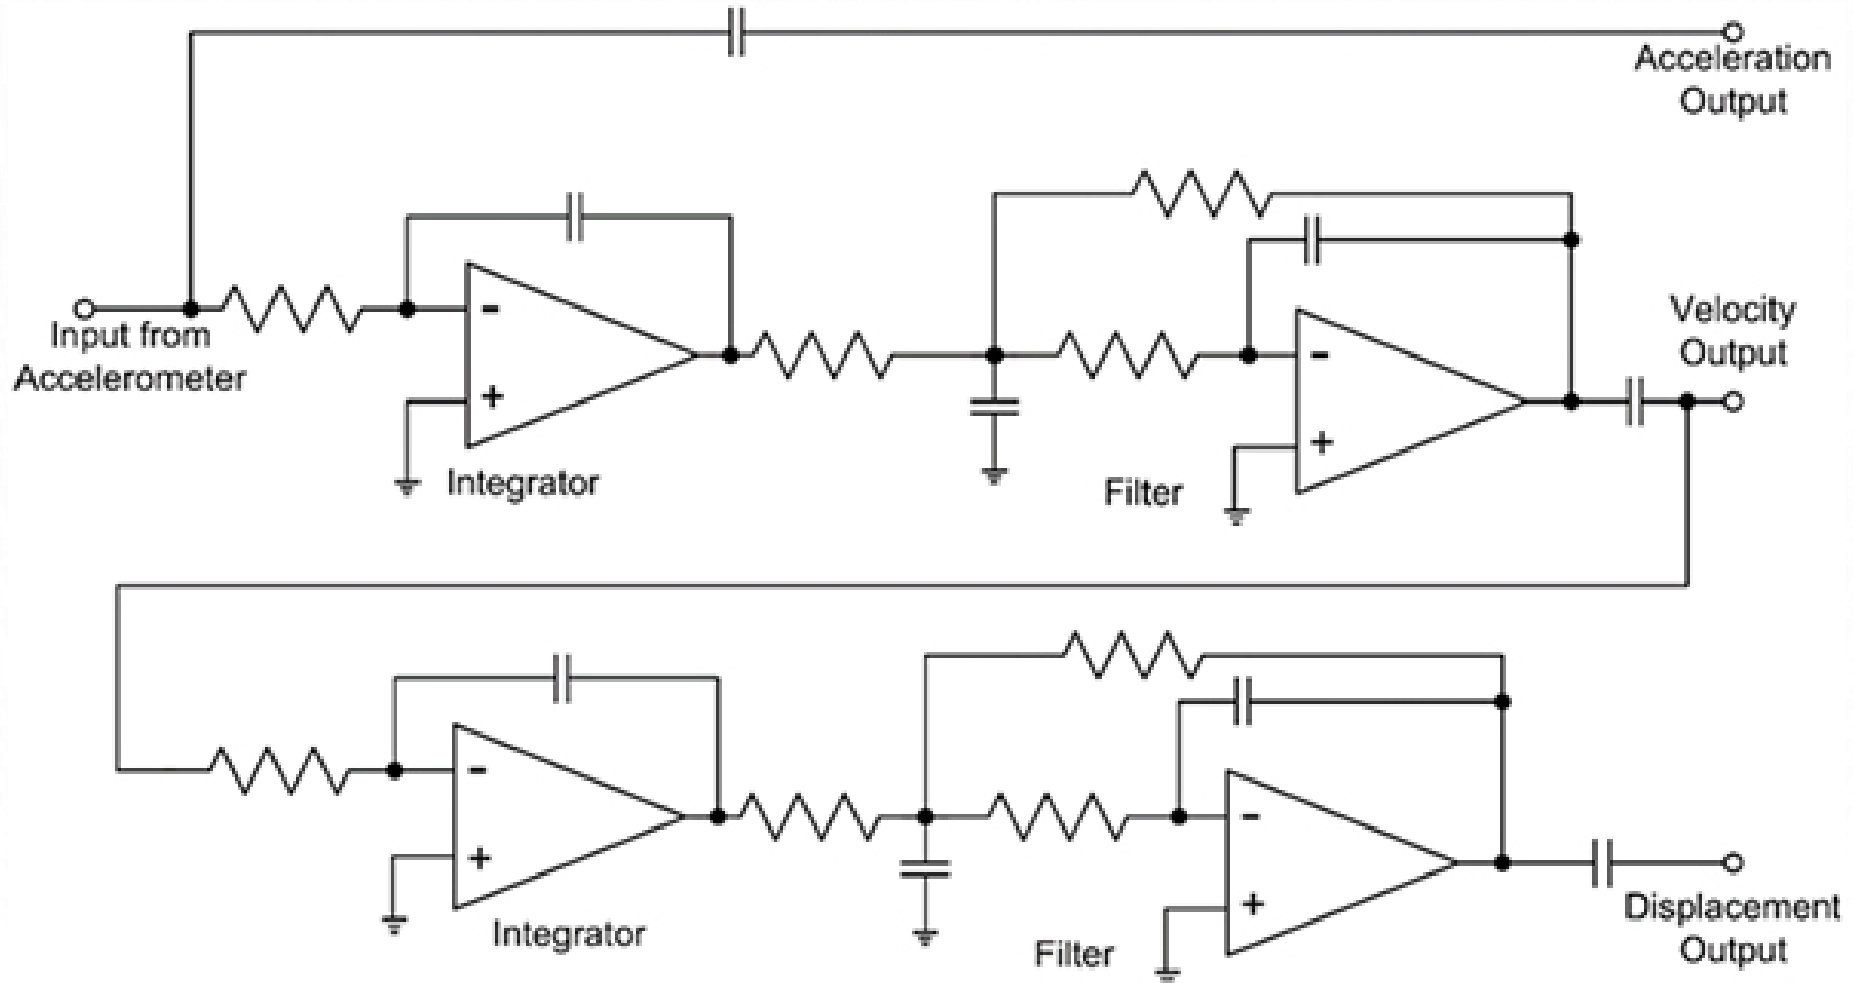 Acceleration
Output
Input from
Accelerometer
-
+
Integrator
-
+
Filter
Velocity
Output
-
+
Integrator
-
+
Filter
Displacement
Output